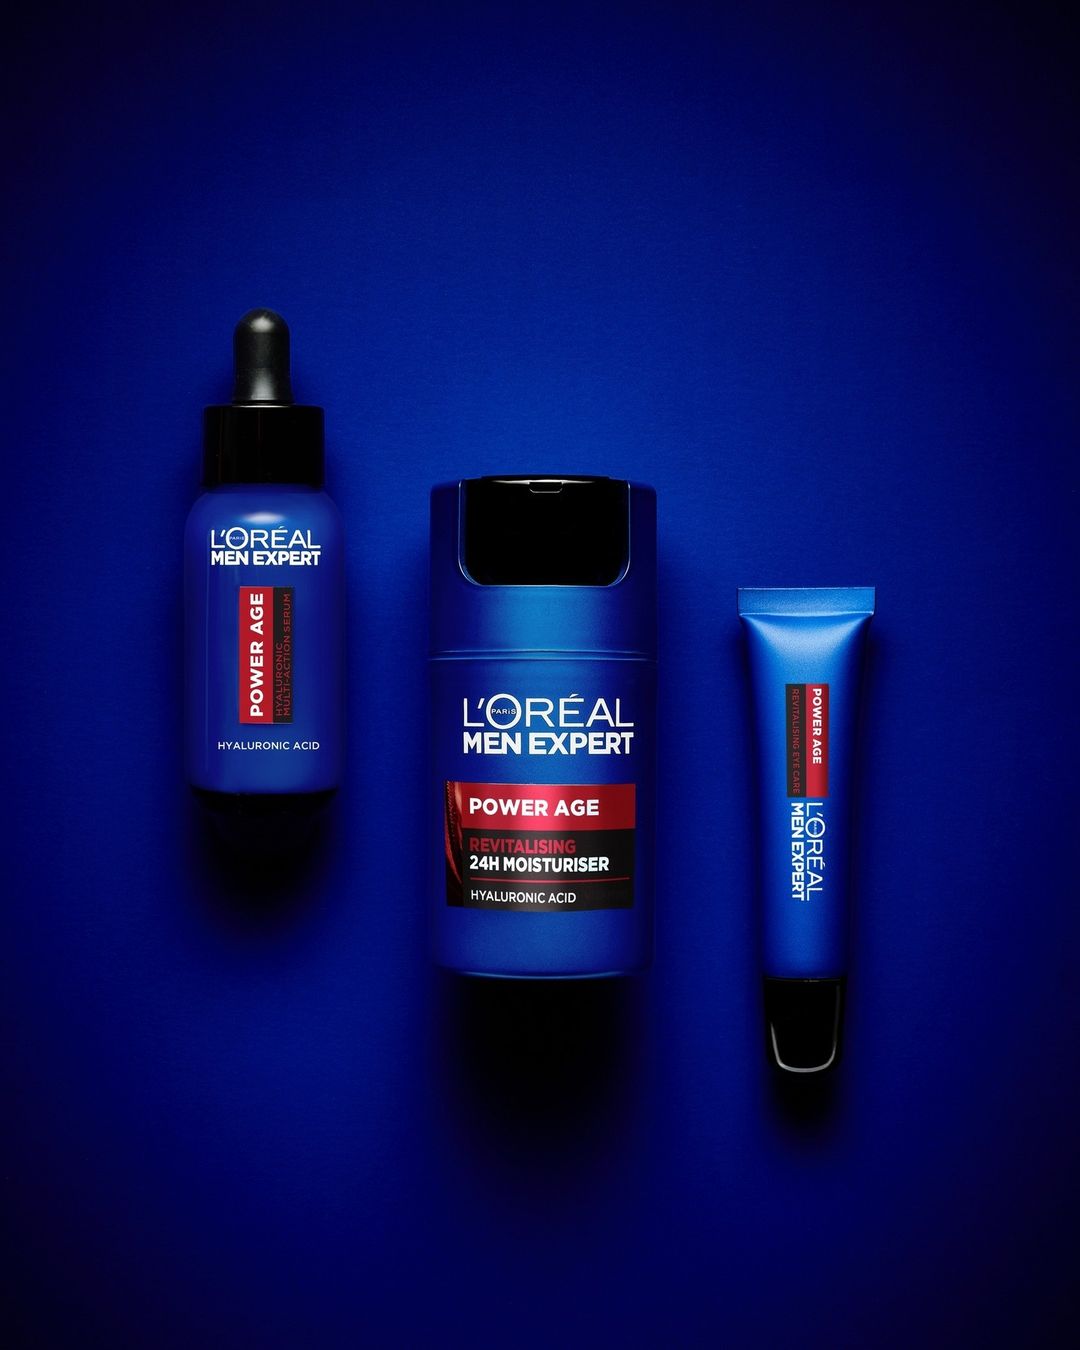 L'ORÉAL
PARIS
MEN EXPERT
POWER AGE
HYALURONIC
MULTI-ACTION SERUM
HYALURONIC ACID
L'ORÉAL
PARIS
MEN EXPERT
POWER AGE
REVITALISING
24H MOISTURISER
HYALURONIC ACID
POWER AGE
REVITALISING EYE CARE
L'ORÉAL
MEN EXPERT